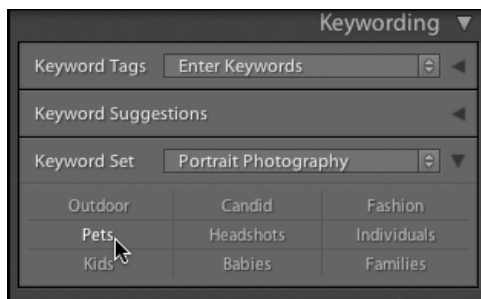 Keywording
Keyword Tags Enter Keywords
Keyword Suggestions
Keyword Set Portrait Photography
Outdoor Candid Fashion
Pets Headshots Individuals
Kids Babies Families